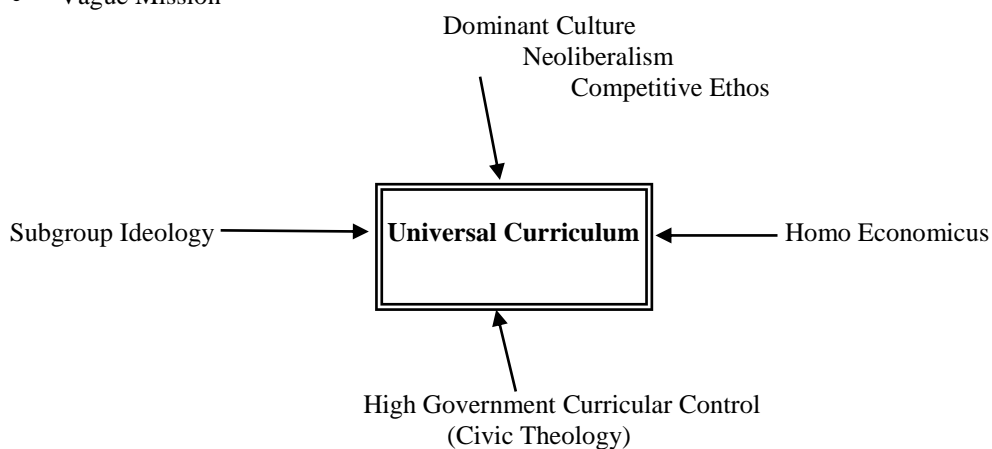 Vague Mission
Dominant Culture
Neoliberalism
Competitive Ethos
Subgroup Ideology
Universal Curriculum
Homo Economicus
High Government Curricular Control
(Civic Theology)